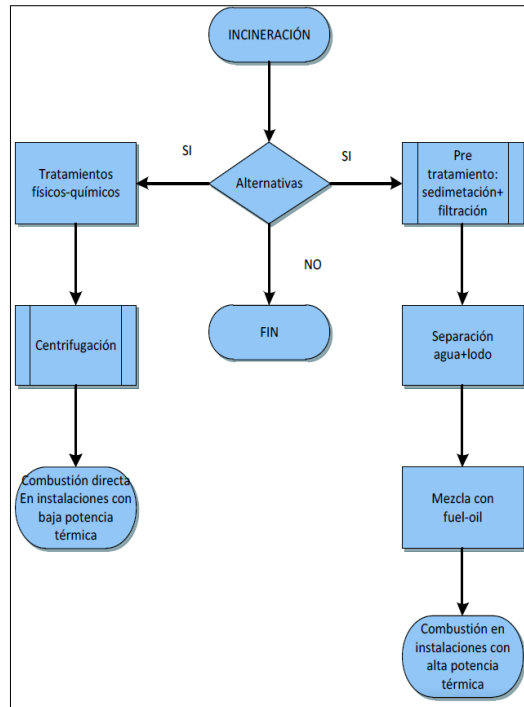 INCINERACIÓN
SI
SI
Tratamientos
físicos-químicos
Alternativas
Pre
tratamiento:
sedimetación+
filtración
NO
Centrifugación
FIN
Separación
agua+lodo
Combustión directa
En instalaciones con
baja potencia
térmica
Mezcla con
fuel-oil
Combustión en
instalaciones con
alta potencia
térmica